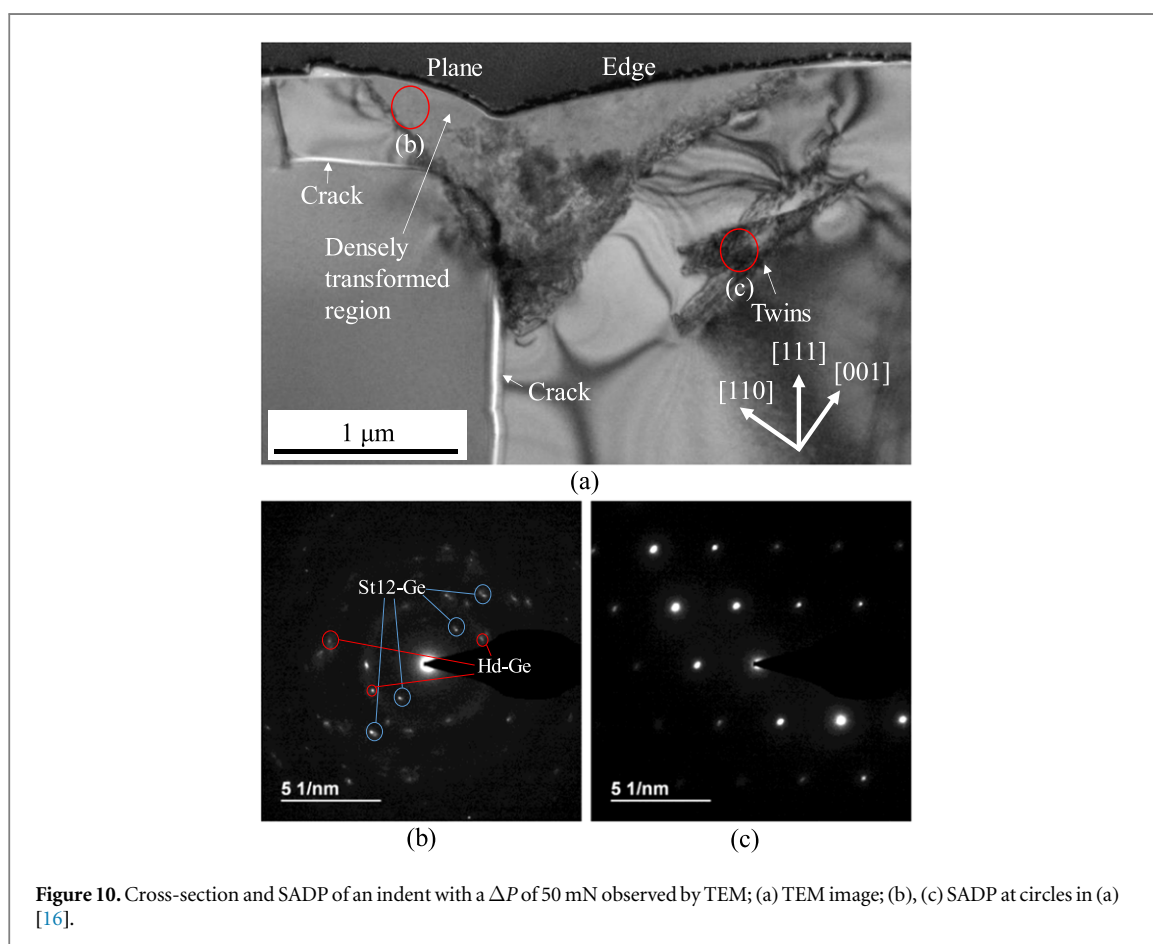 Plane
Edge
(b)
Crack
Densely
transformed
region
(c)
Twins
[111]
[001]
[110]
Crack
1 μm
(a)
St12-Ge
Hd-Ge
5 1/nm
5 1/nm
(b)
(c)
Figure 10. Cross-section and SADP of an indent with a ΔP of 50 mN observed by TEM; (a) TEM image; (b), (c) SADP at circles in (a)
[16].